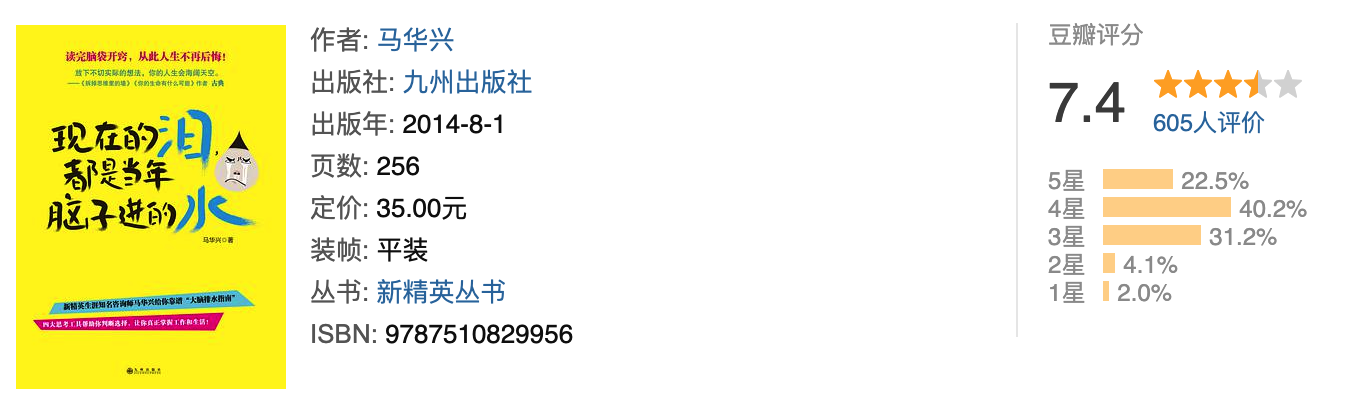 读完脑袋开窍，从此人生不再后悔！
放下不切实际的想法，你的人生会海阔天空。
——《拆掉思维里的墙》《你的生命有什么可能》作者 古典
现在的泪，
都是当年
脑子进的水
马华兴◎著
新精英生涯知名咨询师马华兴给你靠谱“大脑排水指南”
四大思考工具帮助你判断选择，让你真正掌握工作和生活！
九州出版社
作者: 马华兴
出版社: 九州出版社
出版年: 2014-8-1
页数: 256
定价: 35.00元
装帧: 平装
丛书: 新精英丛书
ISBN: 9787510829956
豆瓣评分
7.4
605人评价
5星 22.5%
4星 40.2%
3星 31.2%
2星 4.1%
1星 2.0%